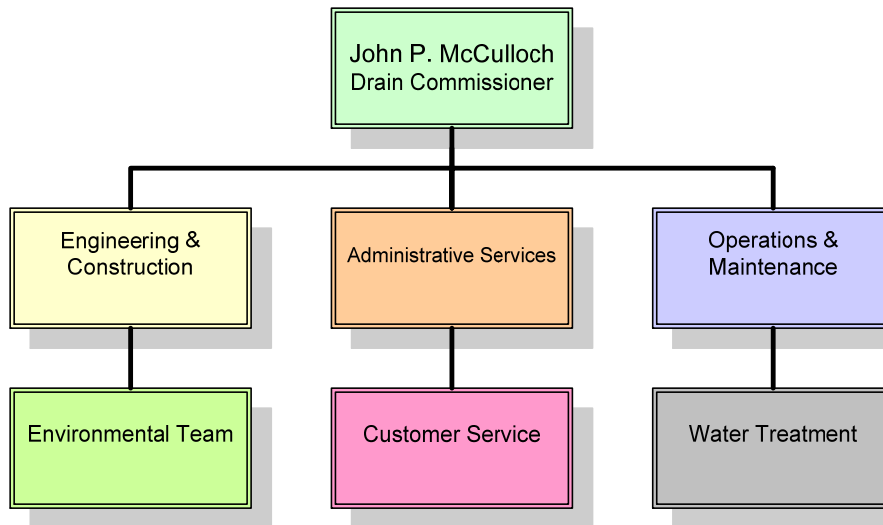 John P. McCulloch
Drain Commissioner
Engineering &
Construction
Administrative Services
Operations &
Maintenance
Environmental Team
Customer Service
Water Treatment